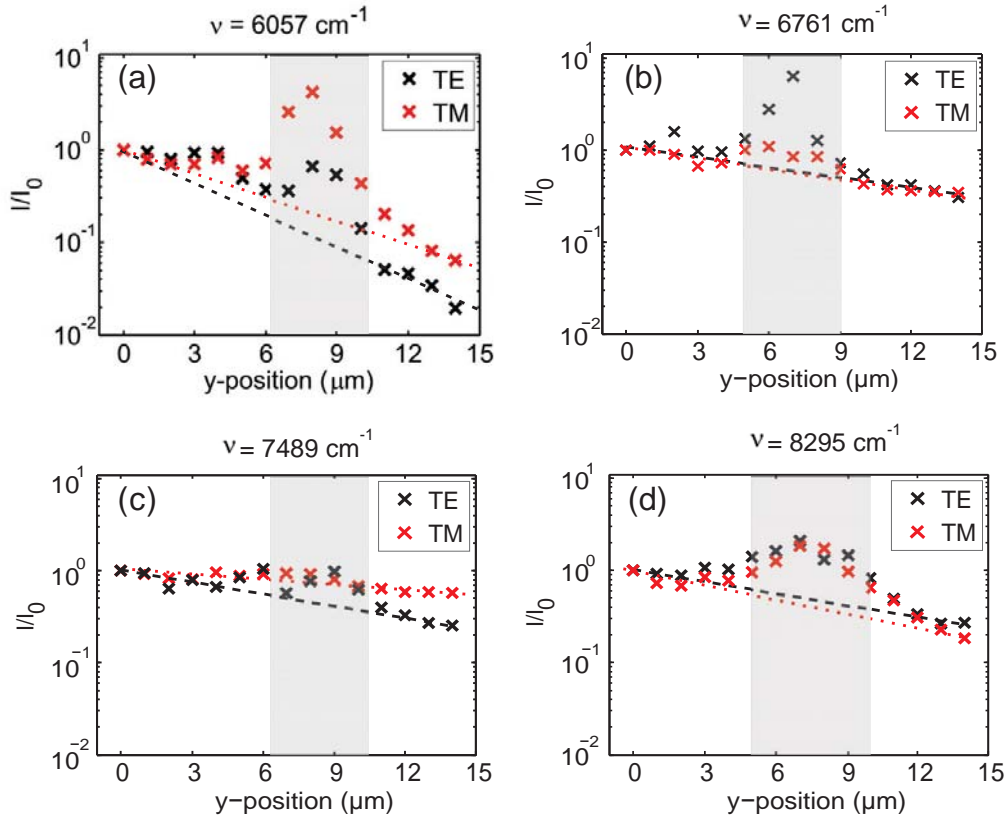 ν = 6057 cm⁻¹
(a)
TE
TM
10¹
10⁰
10⁻¹
10⁻²
I/I₀
0 3 6 9 12 15
y-position (μm)
ν = 6761 cm⁻¹
(b)
TE
TM
10¹
10⁰
10⁻¹
10⁻²
I/I₀
0 3 6 9 12 15
y−position (µm)
ν = 7489 cm⁻¹
(c)
TE
TM
10¹
10⁰
10⁻¹
10⁻²
I/I₀
0 3 6 9 12 15
y−position (µm)
ν = 8295 cm⁻¹
(d)
TE
TM
10¹
10⁰
10⁻¹
10⁻²
I/I₀
0 3 6 9 12 15
y−position (µm)